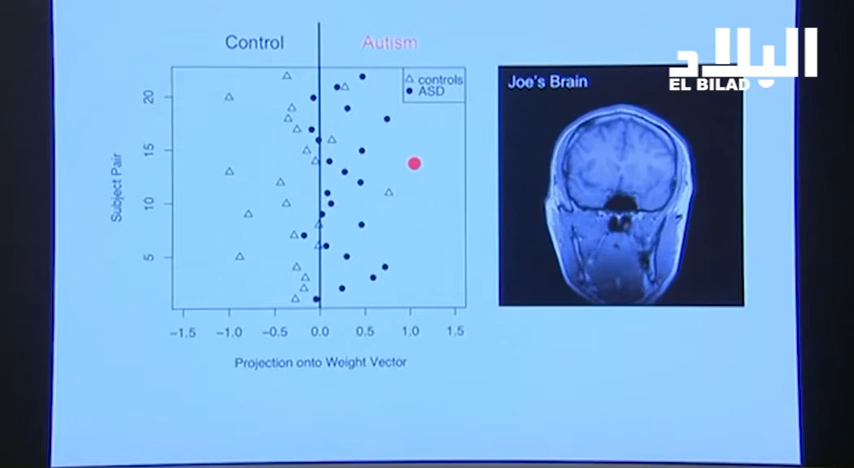 Control
Autism
controls
ASD
Subject Pair
20
15
10
5
−1.5
−1.0
−0.5
0.0
0.5
1.0
1.5
Projection onto Weight Vector
Joe's Brain
البلاد
EL BILAD